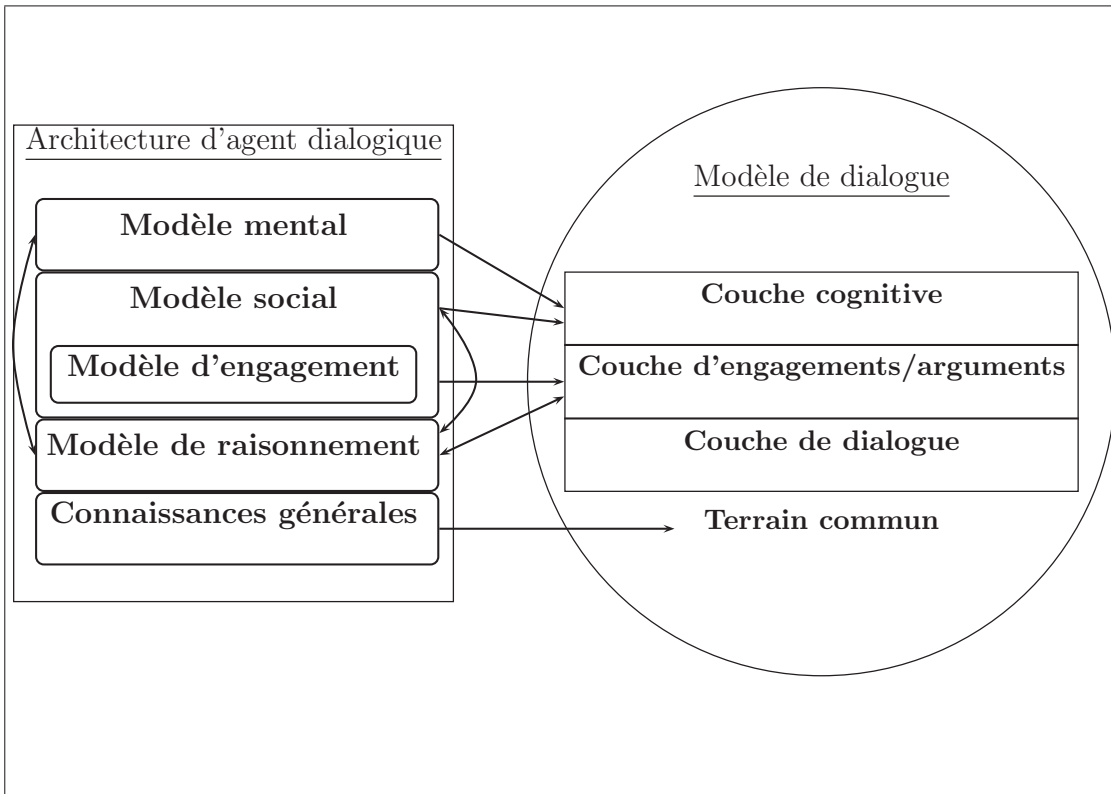 Architecture d'agent dialogique
Modèle mental
Modèle social
Modèle d'engagement
Modèle de raisonnement
Connaissances générales
Modèle de dialogue
Couche cognitive
Couche d'engagements/arguments
Couche de dialogue
Terrain commun